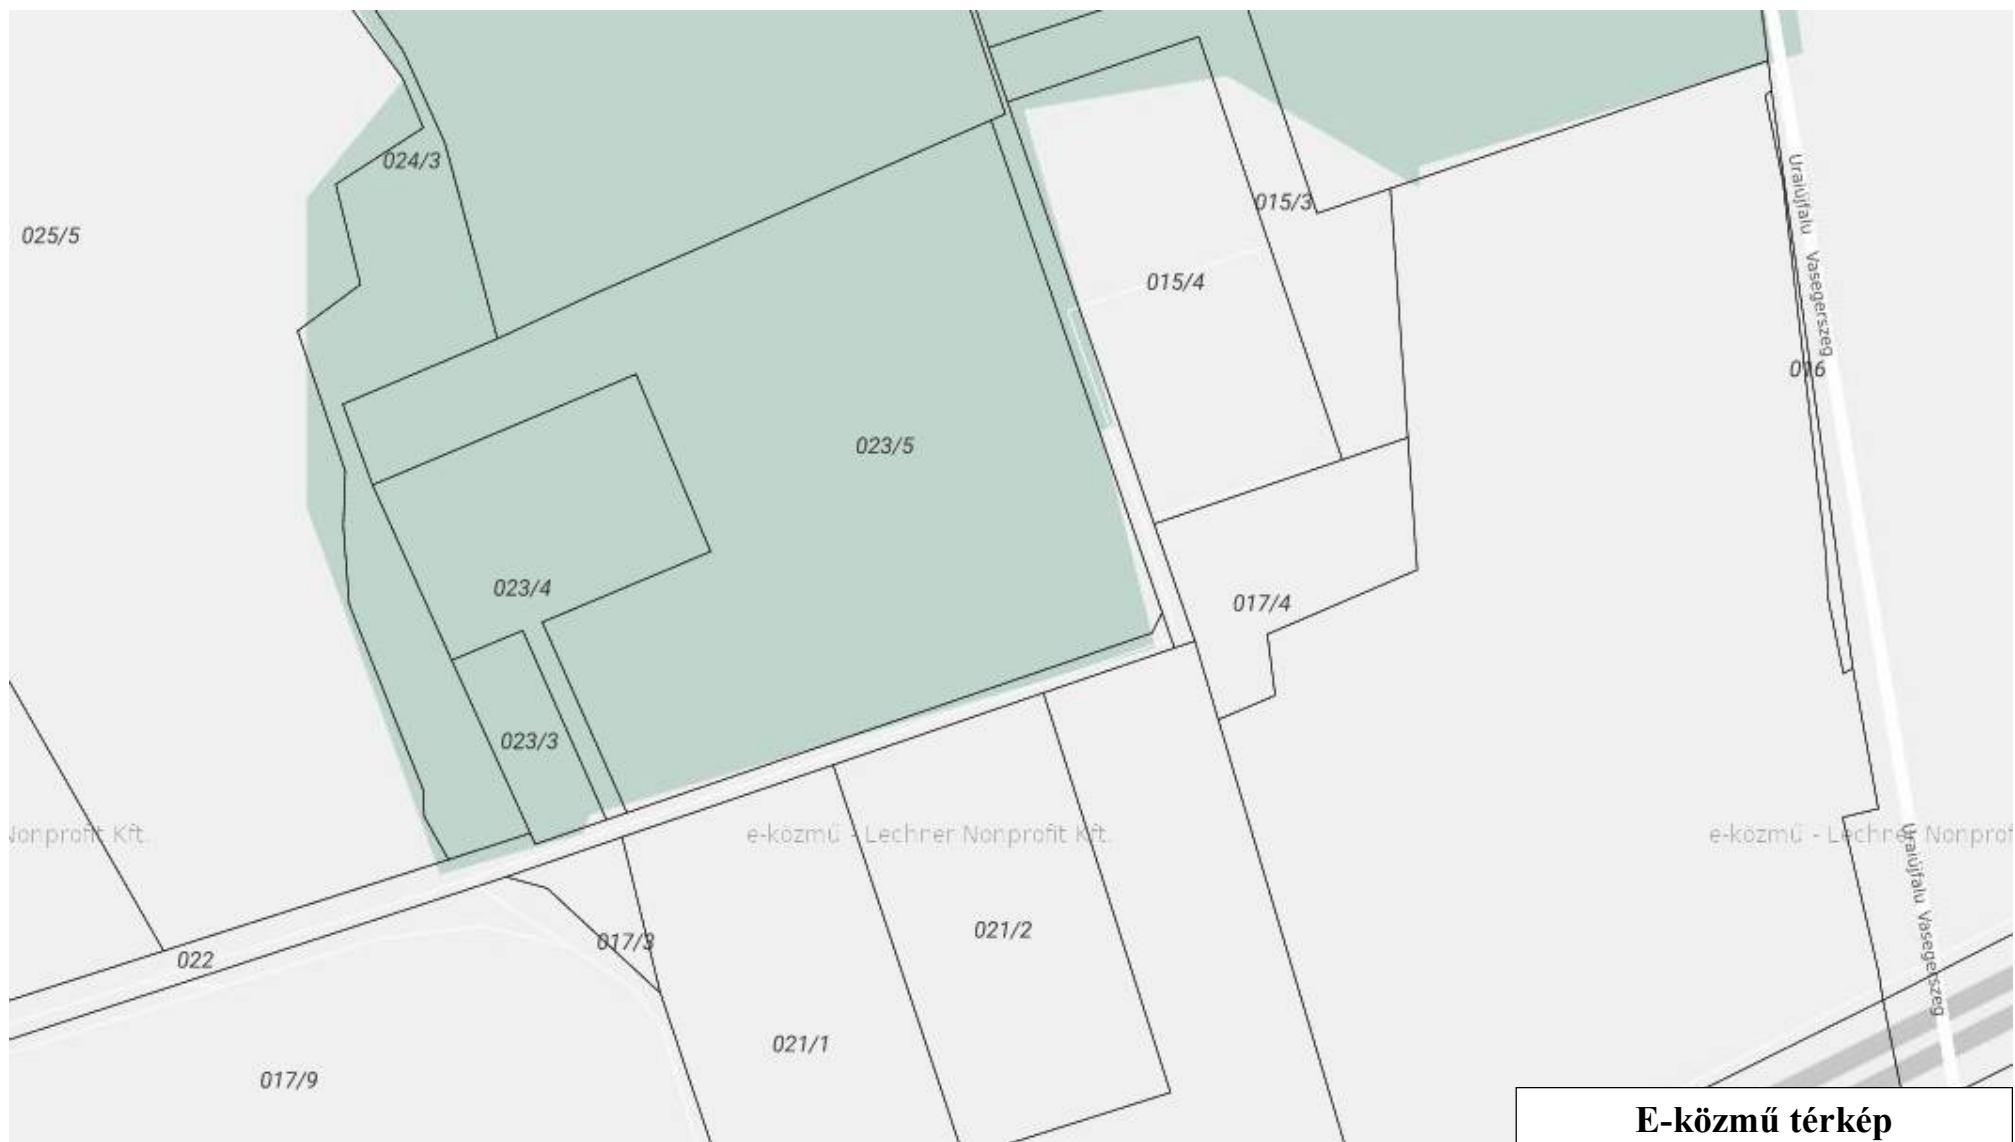 024/3
025/5
015/3
015/4
Uraiújfalu Vasegerszeg
016
023/5
023/4
017/4
023/3
Nonprofit Kft.
e-közmű - Lechner Nonprofit Kft.
e-közmű - Lechner Nonprof
Uraiújfalu Vasegerszeg
021/2
017/3
022
021/1
017/9
E-közmű térkép